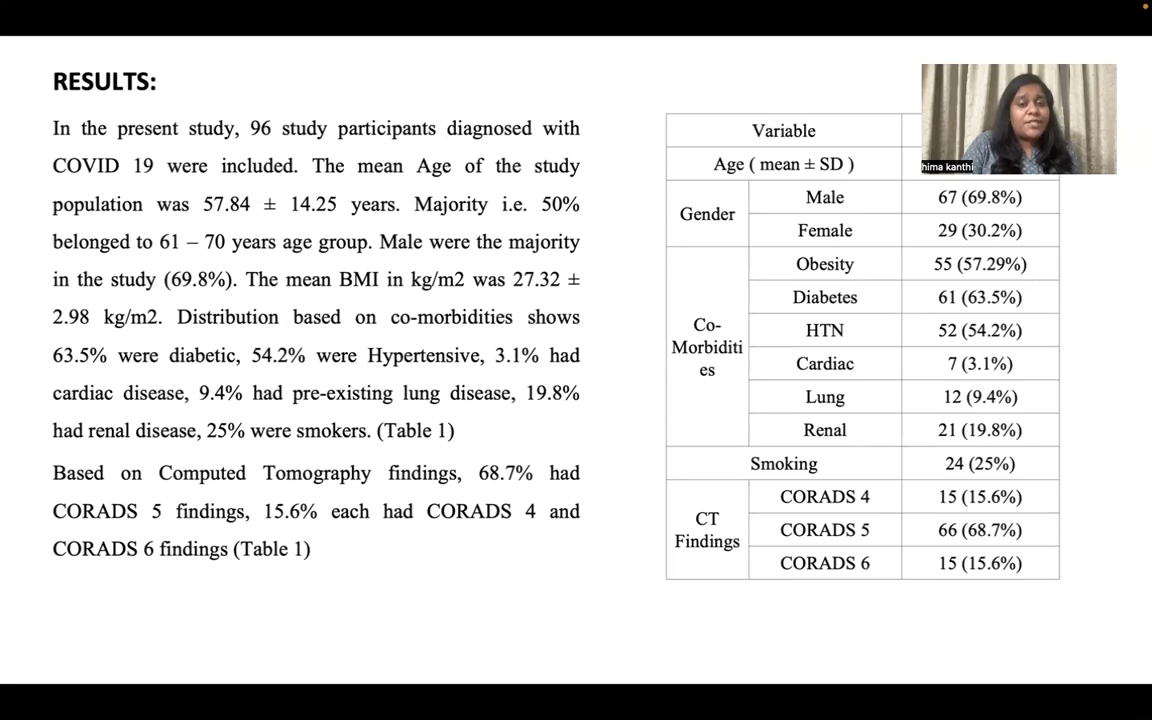 RESULTS:
In the present study, 96 study participants diagnosed with
COVID 19 were included. The mean Age of the study
population was 57.84 ± 14.25 years. Majority i.e. 50%
belonged to 61 – 70 years age group. Male were the majority
in the study (69.8%). The mean BMI in kg/m2 was 27.32 ±
2.98 kg/m2. Distribution based on co-morbidities shows
63.5% were diabetic, 54.2% were Hypertensive, 3.1% had
cardiac disease, 9.4% had pre-existing lung disease, 19.8%
had renal disease, 25% were smokers. (Table 1)
Based on Computed Tomography findings, 68.7% had
CORADS 5 findings, 15.6% each had CORADS 4 and
CORADS 6 findings (Table 1)
hima kanthi
Variable
Age ( mean ± SD )
Gender
Male 67 (69.8%)
Female 29 (30.2%)
Co-
Morbiditi
es
Obesity 55 (57.29%)
Diabetes 61 (63.5%)
HTN 52 (54.2%)
Cardiac 7 (3.1%)
Lung 12 (9.4%)
Renal 21 (19.8%)
Smoking 24 (25%)
CT
Findings
CORADS 4 15 (15.6%)
CORADS 5 66 (68.7%)
CORADS 6 15 (15.6%)